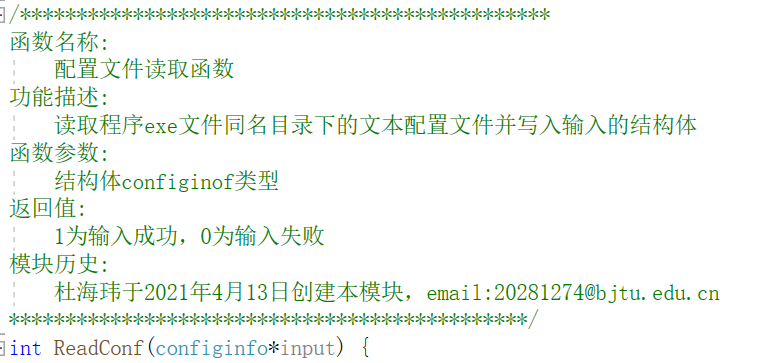 /***********************************************
函数名称:
配置文件读取函数
功能描述:
读取程序exe文件同名目录下的文本配置文件并写入输入的结构体
函数参数:
结构体configinof类型
返回值:
1为输入成功，0为输入失败
模块历史:
杜海玮于2021年4月13日创建本模块，email:20281274@bjtu.edu.cn
**********************************************/
int ReadConf(configinfo*input) {